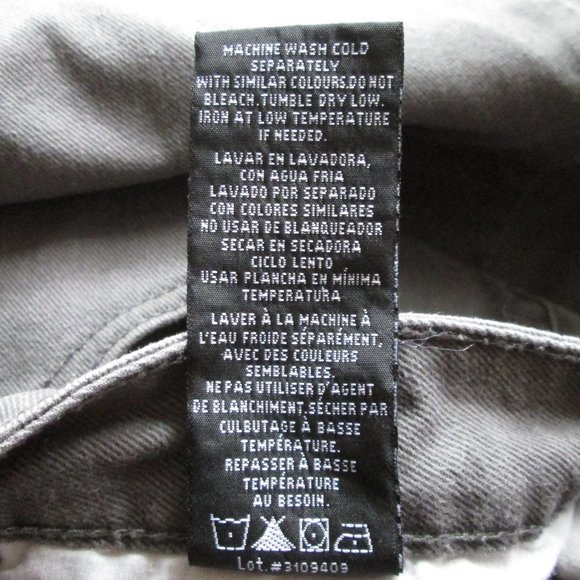 MACHINE WASH COLD
SEPARATELY
WITH SIMILAR COLOURS.DO NOT
BLEACH.TUMBLE DRY LOW.
IRON AT LOW TEMPERATURE
IF NEEDED.
LAVAR EN LAVADORA,
CON AGUA FRIA
LAVADO POR SEPARADO
CON COLORES SIMILARES
NO USAR DE BLANQUEADOR
SECAR EN SECADORA
CICLO LENTO
USAR PLANCHA EN MÍNIMA
TEMPERATURA
LAVER À LA MACHINE À
L'EAU FROIDE SÉPARÉMENT,
AVEC DES COULEURS
SEMBLABLES.
NE PAS UTILISER D'AGENT
DE BLANCHIMENT,SÉCHER PAR
CULBUTAGE À BASSE
TEMPÉRATURE.
REPASSER À BASSE
TEMPÉRATURE
AU BESOIN.
Lot.#3109409